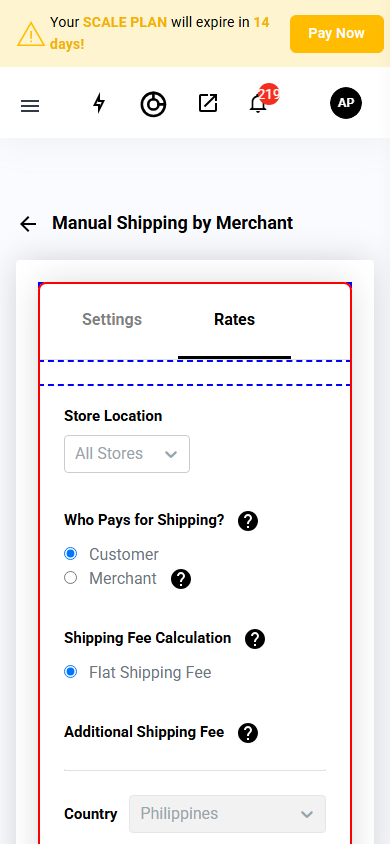 Your SCALE PLAN will expire in 14
days!
Pay Now
219
AP
Manual Shipping by Merchant
Settings
Rates
Store Location
All Stores
Who Pays for Shipping?
Customer
Merchant
Shipping Fee Calculation
Flat Shipping Fee
Additional Shipping Fee
Country
Philippines